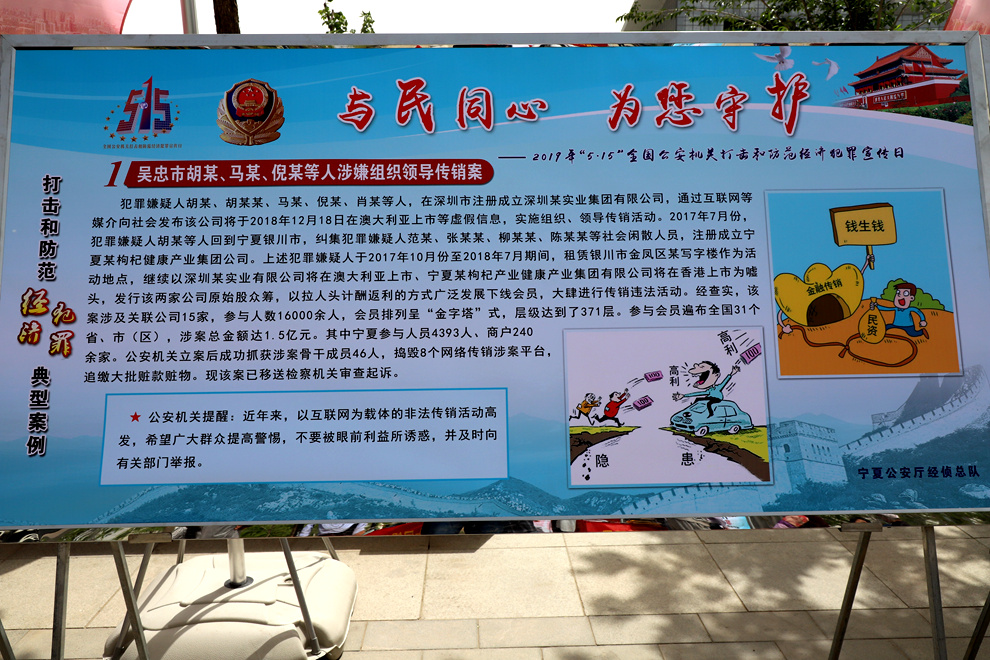 与民同心 为您守护
——2019年“5·15”全国公安机关打击和防范经济犯罪宣传日
515
打击和防范
经济
犯罪
典型案例
1 吴忠市胡某、马某、倪某等人涉嫌组织领导传销案
犯罪嫌疑人胡某、胡某某、马某、倪某、肖某等人，在深圳市注册成立深圳某实业集团有限公司，通过互联网等
媒介向社会发布该公司将于2018年12月18日在澳大利亚上市等虚假信息，实施组织、领导传销活动。2017年7月份，
犯罪嫌疑人胡某等人回到宁夏银川市，纠集犯罪嫌疑人范某、张某某、柳某某、陈某某等社会闲散人员，注册成立宁
夏某枸杞健康产业集团公司。上述犯罪嫌疑人于2017年10月份至2018年7月期间，租赁银川市金凤区某写字楼作为活
动地点，继续以深圳某实业有限公司将在澳大利亚上市、宁夏某枸杞产业健康产业集团有限公司将在香港上市为噱
头，发行该两家公司原始股众筹，以拉人头计酬返利的方式广泛发展下线会员，大肆进行传销违法活动。经查实，该
案涉及关联公司15家，参与人数16000余人，会员排列呈“金字塔”式，层级达到了371层。参与会员遍布全国31个
省、市（区），涉案总金额达1.5亿元。其中宁夏参与人员4393人、商户240
余家。公安机关立案后成功抓获涉案骨干成员46人，捣毁8个网络传销涉案平台，
追缴大批赃款赃物。现该案已移送检察机关审查起诉。
★ 公安机关提醒：近年来，以互联网为载体的非法传销活动高
发，希望广大群众提高警惕，不要被眼前利益所诱惑，并及时向
有关部门举报。
钱生钱
金融传销
民资
高利
高利
100
100
100
隐 患
宁夏公安厅经侦总队